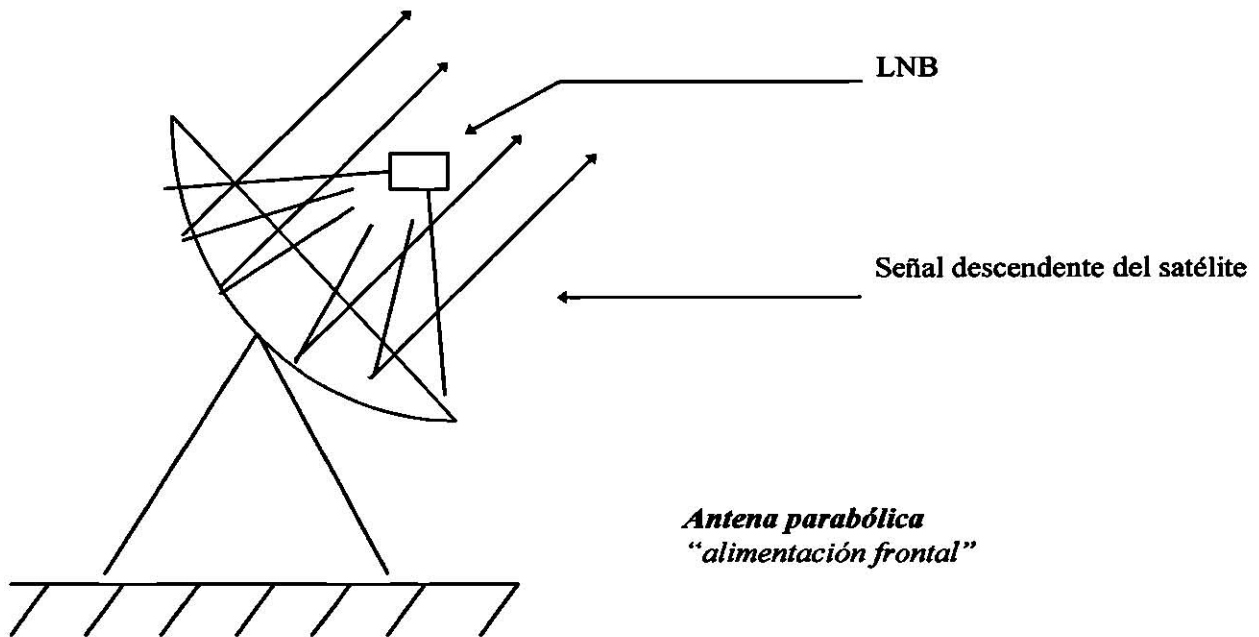 LNB
Señal descendente del satélite
Antena parabólica
“alimentación frontal”